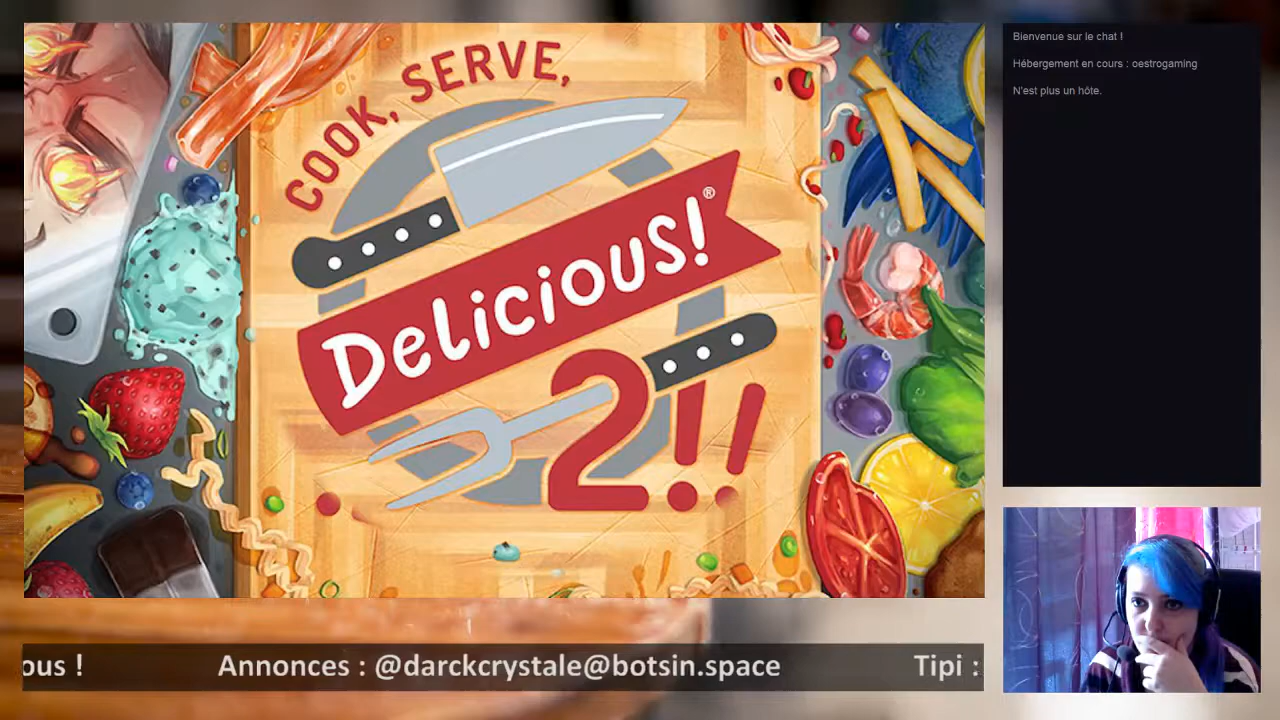 COOK, SERVE,
DELicious!®
2!!
Bienvenue sur le chat !
Hébergement en cours : oestrogaming
N'est plus un hôte.
ous ! Annonces : @darckcrystale@botsin.space Tipi :